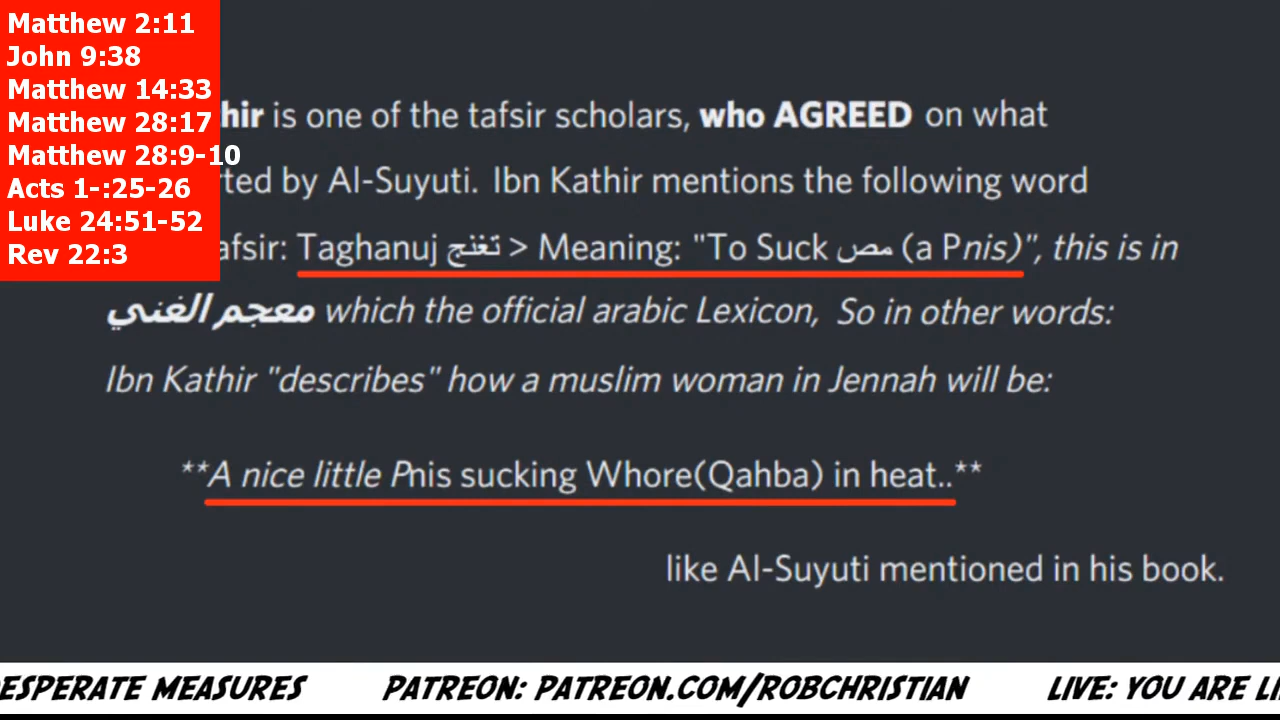 Matthew 2:11
John 9:38
Matthew 14:33
Matthew 28:17
Matthew 28:9-10
Acts 1-:25-26
Luke 24:51-52
Rev 22:3
hir is one of the tafsir scholars, who AGREED on what
rted by Al-Suyuti. Ibn Kathir mentions the following word
afsir: Taghanuj تغنج > Meaning: "To Suck مص (a Pnis)", this is in
معجم الغني which the official arabic Lexicon, So in other words:
Ibn Kathir "describes" how a muslim woman in Jennah will be:
**A nice little Pnis sucking Whore(Qahba) in heat..**
like Al-Suyuti mentioned in his book.
ESPERATE MEASURES PATREON: PATREON.COM/ROBCHRISTIAN LIVE: YOU ARE LI